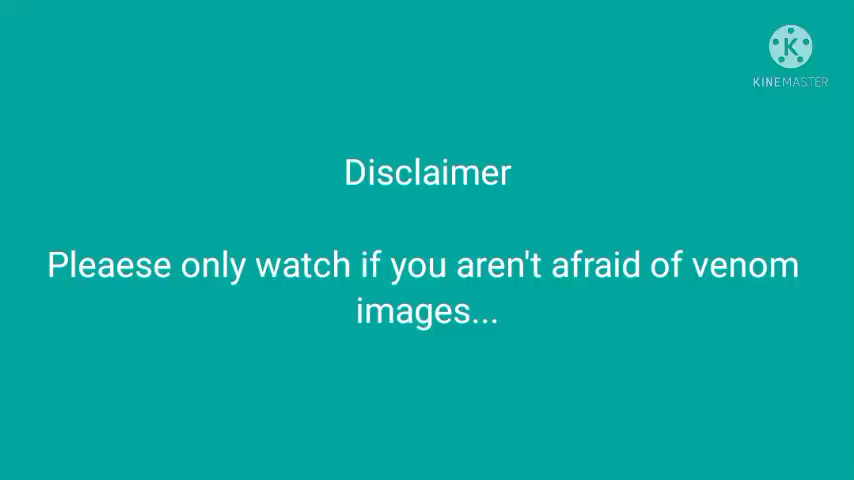 K
KINEMASTER
Disclaimer
Pleaese only watch if you aren't afraid of venom
images...